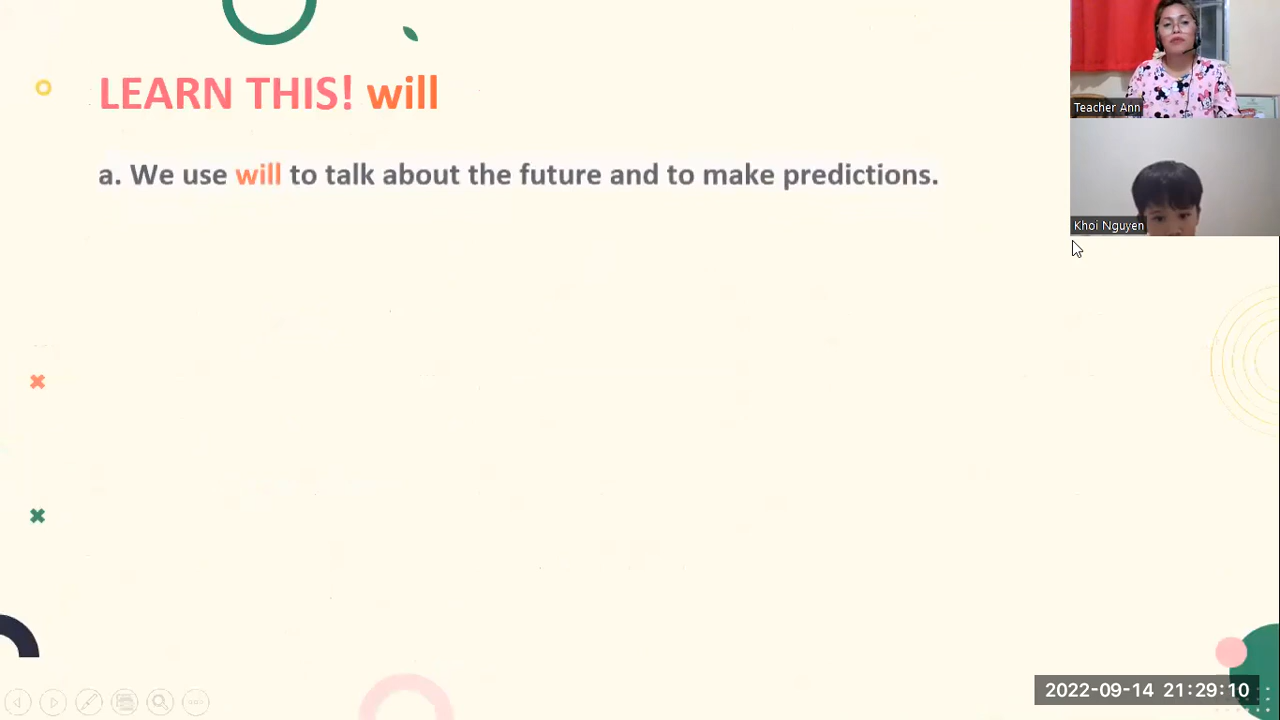 LEARN THIS! will
a. We use will to talk about the future and to make predictions.
Teacher Ann
Khoi Nguyen
2022-09-14 21:29:10